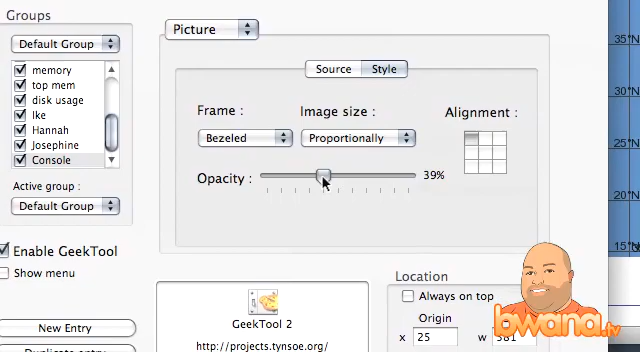 Groups
Default Group
memory
top mem
disk usage
Ike
Hannah
Josephine
Console
Active group :
Default Group
Enable GeekTool
Show menu
New Entry
Picture
Source Style
Frame : Image size : Alignment :
Bezeled Proportionally
Opacity : 39%
GeekTool 2
http://projects.tynsoe.org/
Location
Always on top
Origin
x 25 w
35°N
30°N
25°N
20°N
15°N
bwana.tv